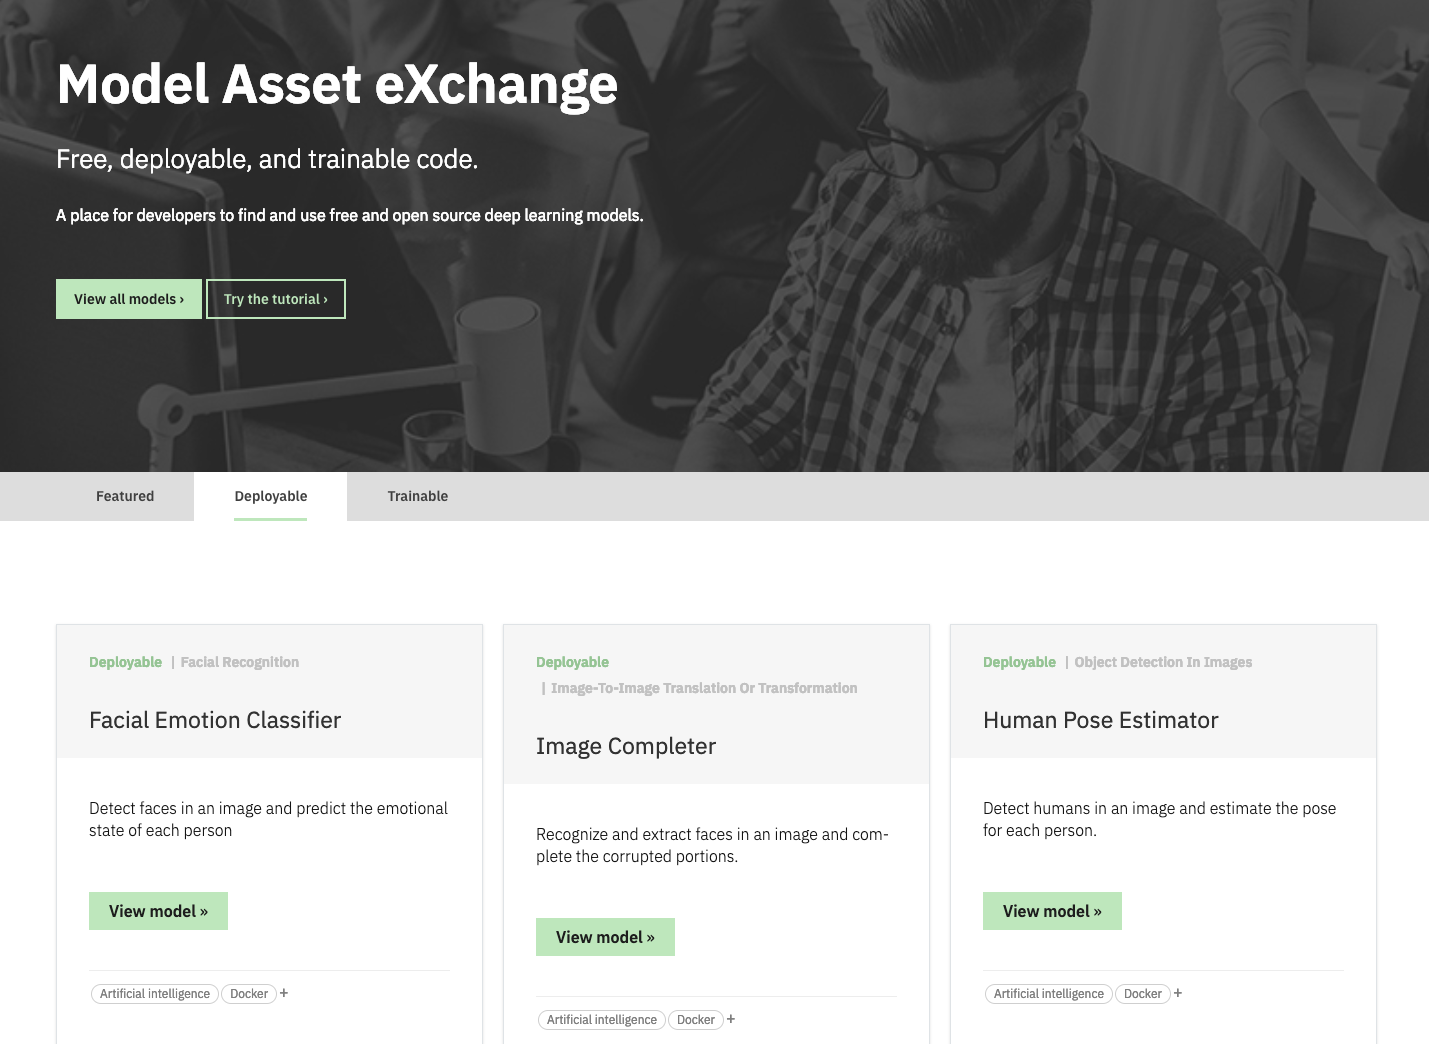 Model Asset eXchange
Free, deployable, and trainable code.
A place for developers to find and use free and open source deep learning models.
View all models ›
Try the tutorial ›
Featured
Deployable
Trainable
Deployable | Facial Recognition
Facial Emotion Classifier
Detect faces in an image and predict the emotional
state of each person
View model »
Artificial intelligence
Docker
+
Deployable
| Image-To-Image Translation Or Transformation
Image Completer
Recognize and extract faces in an image and com-
plete the corrupted portions.
View model »
Artificial intelligence
Docker
+
Deployable | Object Detection In Images
Human Pose Estimator
Detect humans in an image and estimate the pose
for each person.
View model »
Artificial intelligence
Docker
+